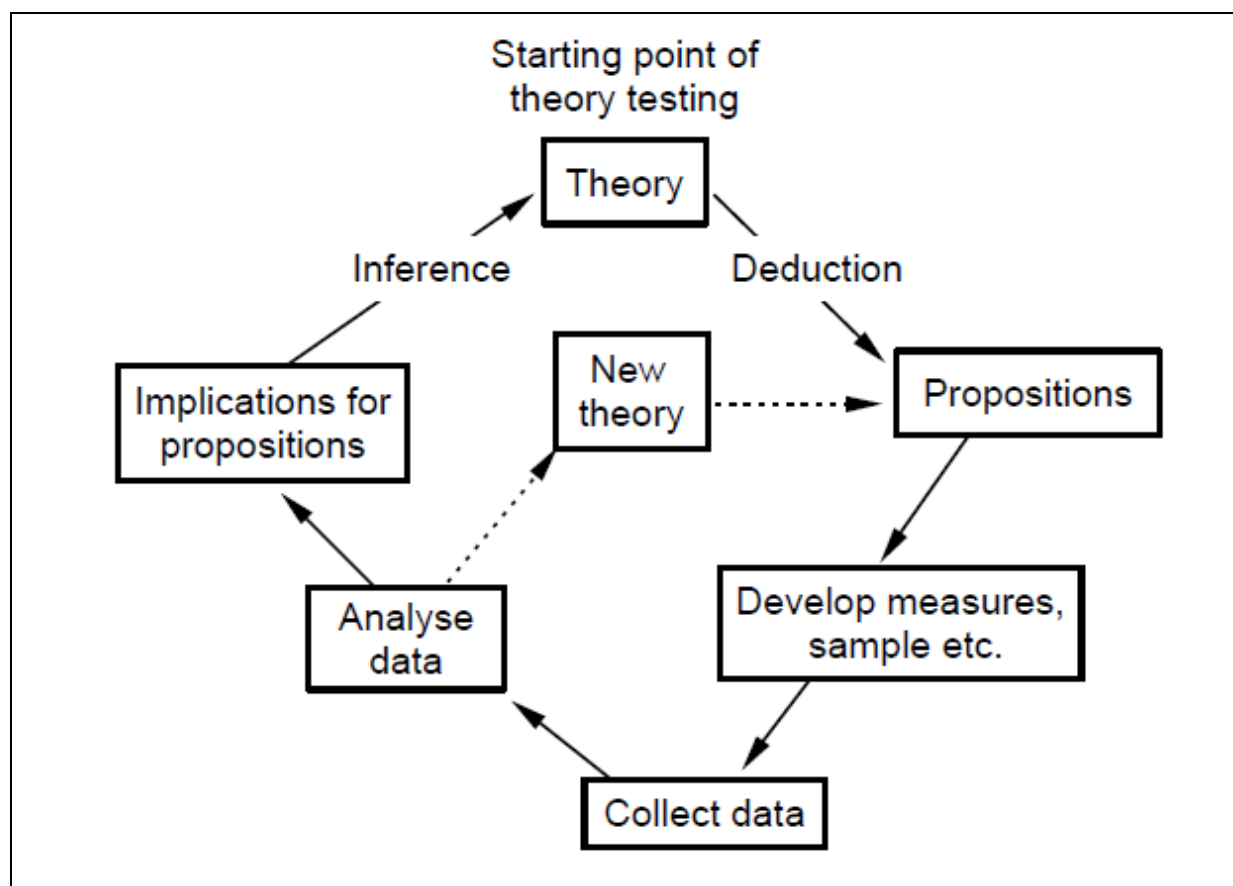 Starting point of
theory testing
Theory
Inference
Deduction
New
theory
Propositions
Implications for
propositions
Analyse
data
Develop measures,
sample etc.
Collect data